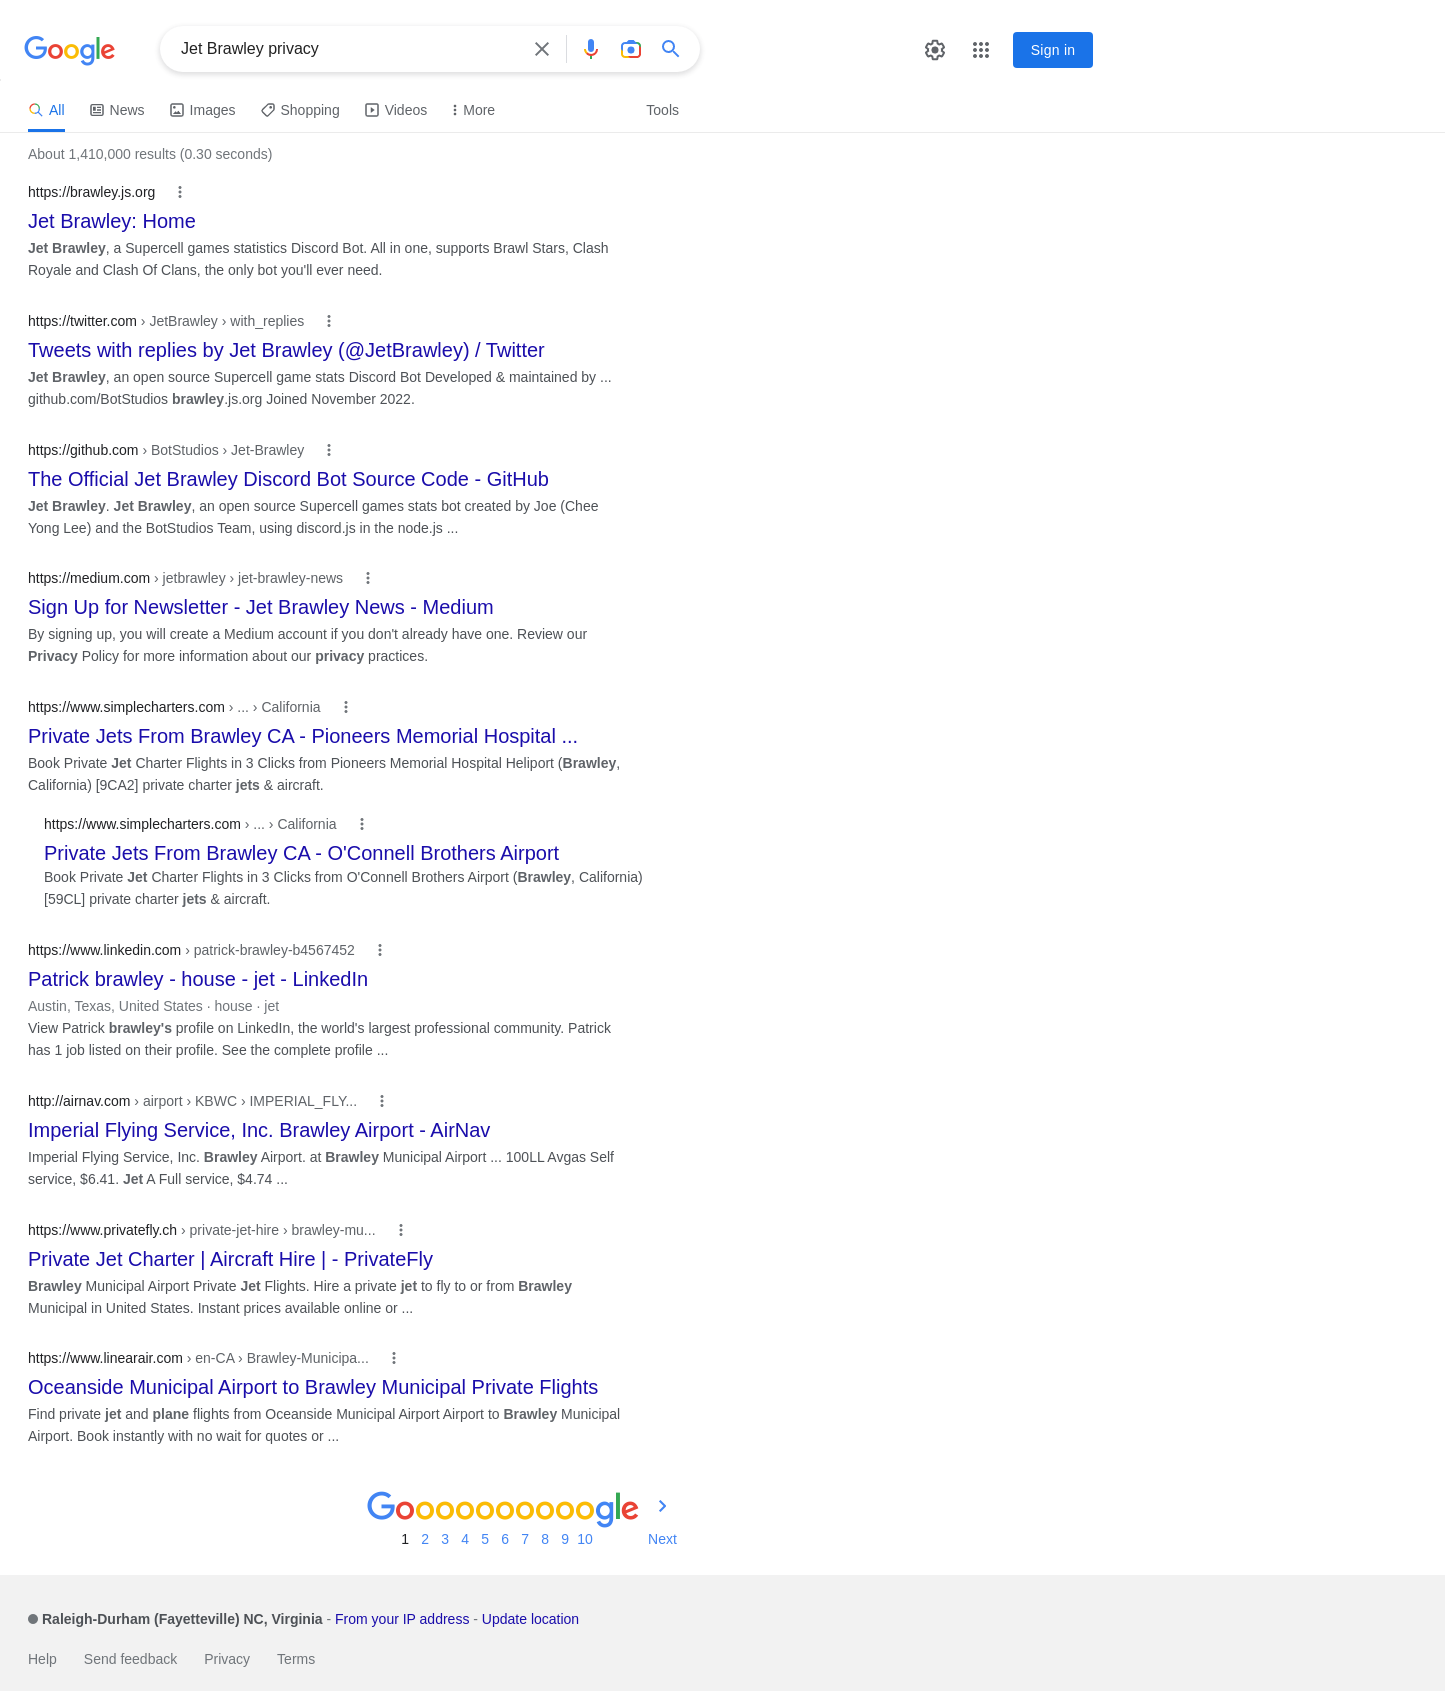 Google
Jet Brawley privacy
Sign in
All News Images Shopping Videos More Tools
About 1,410,000 results (0.30 seconds)
https://brawley.js.org
Jet Brawley: Home
Jet Brawley, a Supercell games statistics Discord Bot. All in one, supports Brawl Stars, Clash
Royale and Clash Of Clans, the only bot you'll ever need.
https://twitter.com › JetBrawley › with_replies
Tweets with replies by Jet Brawley (@JetBrawley) / Twitter
Jet Brawley, an open source Supercell game stats Discord Bot Developed & maintained by ...
github.com/BotStudios brawley.js.org Joined November 2022.
https://github.com › BotStudios › Jet-Brawley
The Official Jet Brawley Discord Bot Source Code - GitHub
Jet Brawley. Jet Brawley, an open source Supercell games stats bot created by Joe (Chee
Yong Lee) and the BotStudios Team, using discord.js in the node.js ...
https://medium.com › jetbrawley › jet-brawley-news
Sign Up for Newsletter - Jet Brawley News - Medium
By signing up, you will create a Medium account if you don't already have one. Review our
Privacy Policy for more information about our privacy practices.
https://www.simplecharters.com › ... › California
Private Jets From Brawley CA - Pioneers Memorial Hospital ...
Book Private Jet Charter Flights in 3 Clicks from Pioneers Memorial Hospital Heliport (Brawley,
California) [9CA2] private charter jets & aircraft.
https://www.simplecharters.com › ... › California
Private Jets From Brawley CA - O'Connell Brothers Airport
Book Private Jet Charter Flights in 3 Clicks from O'Connell Brothers Airport (Brawley, California)
[59CL] private charter jets & aircraft.
https://www.linkedin.com › patrick-brawley-b4567452
Patrick brawley - house - jet - LinkedIn
Austin, Texas, United States · house · jet
View Patrick brawley's profile on LinkedIn, the world's largest professional community. Patrick
has 1 job listed on their profile. See the complete profile ...
http://airnav.com › airport › KBWC › IMPERIAL_FLY...
Imperial Flying Service, Inc. Brawley Airport - AirNav
Imperial Flying Service, Inc. Brawley Airport. at Brawley Municipal Airport ... 100LL Avgas Self
service, $6.41. Jet A Full service, $4.74 ...
https://www.privatefly.ch › private-jet-hire › brawley-mu...
Private Jet Charter | Aircraft Hire | - PrivateFly
Brawley Municipal Airport Private Jet Flights. Hire a private jet to fly to or from Brawley
Municipal in United States. Instant prices available online or ...
https://www.linearair.com › en-CA › Brawley-Municipa...
Oceanside Municipal Airport to Brawley Municipal Private Flights
Find private jet and plane flights from Oceanside Municipal Airport Airport to Brawley Municipal
Airport. Book instantly with no wait for quotes or ...
Goooooooooogle
1 2 3 4 5 6 7 8 9 10 Next
Raleigh-Durham (Fayetteville) NC, Virginia - From your IP address - Update location
Help Send feedback Privacy Terms